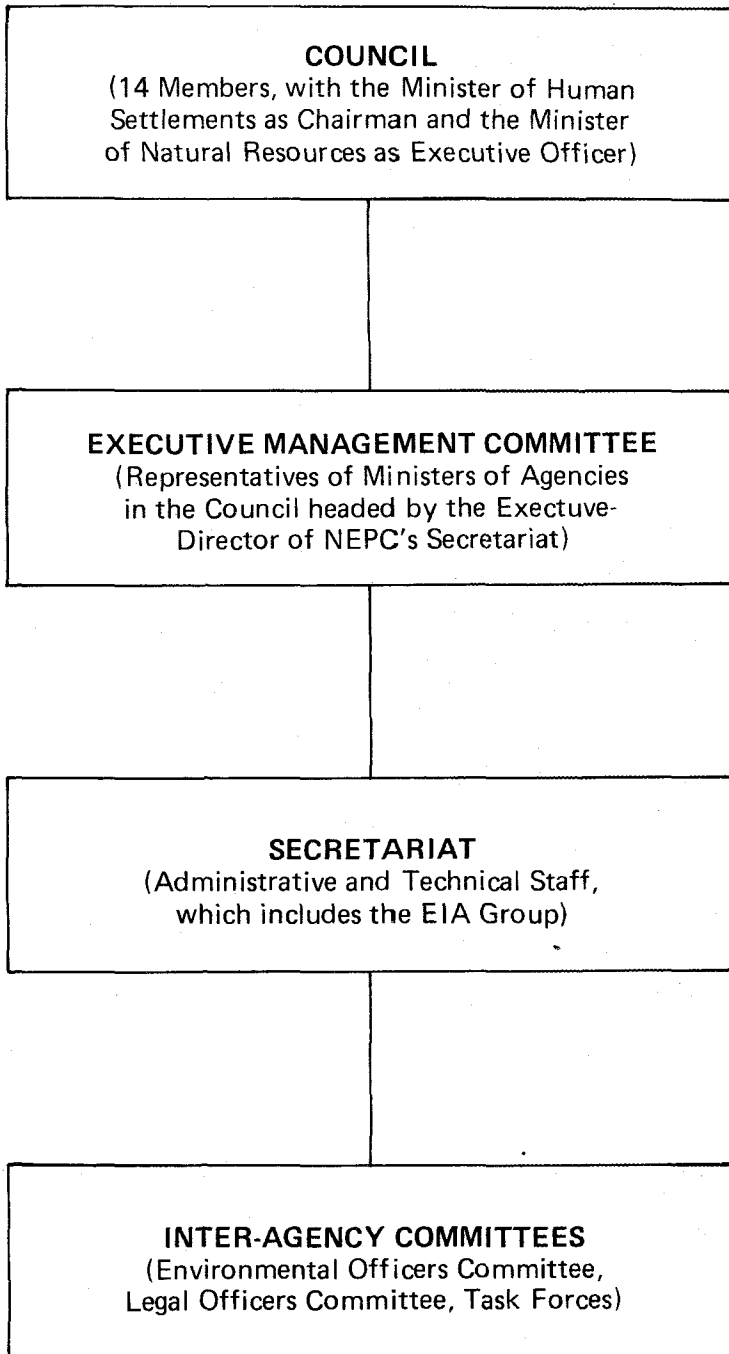 COUNCIL
(14 Members, with the Minister of Human
Settlements as Chairman and the Minister
of Natural Resources as Executive Officer)
EXECUTIVE MANAGEMENT COMMITTEE
(Representatives of Ministers of Agencies
in the Council headed by the Exectuve-
Director of NEPC's Secretariat)
SECRETARIAT
(Administrative and Technical Staff,
which includes the EIA Group)
INTER-AGENCY COMMITTEES
(Environmental Officers Committee,
Legal Officers Committee, Task Forces)